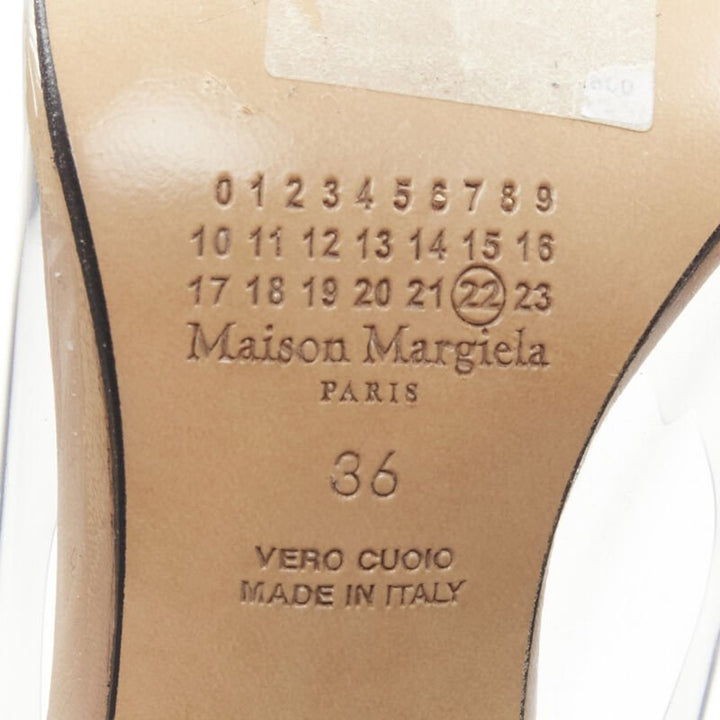 0 1 2 3 4 5 6 7 8 9
10 11 12 13 14 15 16
17 18 19 20 21 22 23
Maison Margiela
PARIS
36
VERO CUOIO
MADE IN ITALY